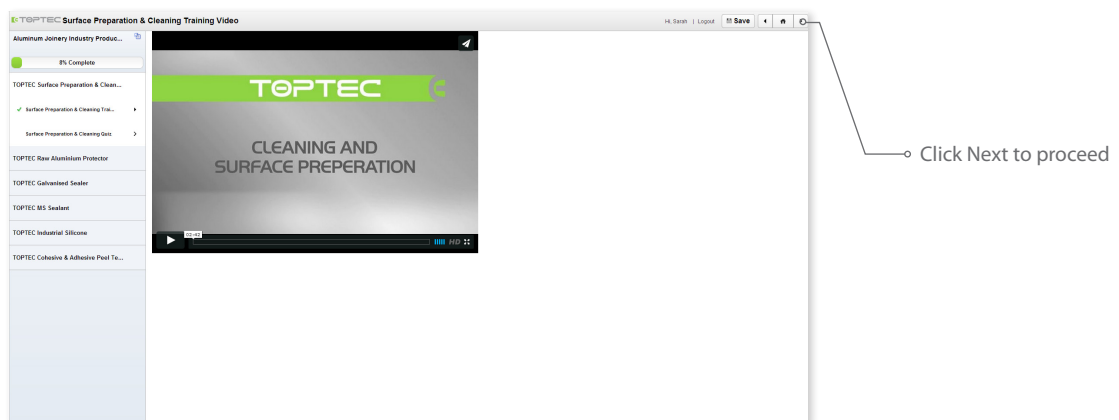 TOPTEC Surface Preparation & Cleaning Training Video
Hi, Sarah | Logout Save
Aluminum Joinery Industry Produc...
8% Complete
TOPTEC Surface Preparation & Clean...
Surface Preparation & Cleaning Trai...
Surface Preparation & Cleaning Quiz
TOPTEC Raw Aluminium Protector
TOPTEC Galvanised Sealer
TOPTEC MS Sealant
TOPTEC Industrial Silicone
TOPTEC Cohesive & Adhesive Peel Te...
TOPTEC
CLEANING AND
SURFACE PREPERATION
02:42
HD
Click Next to proceed